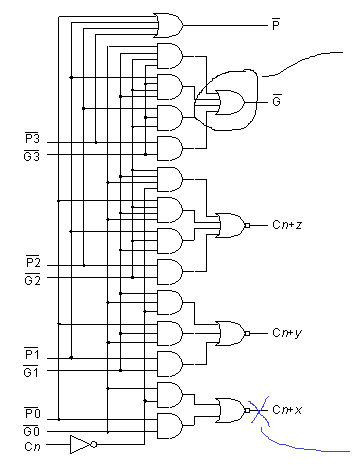 P̅
G̅
P̅3̅
G̅3̅
Cn+z
P̅2̅
G̅2̅
Cn+y
P̅1̅
G̅1̅
Cn+x
P̅0̅
G̅0̅
Cn